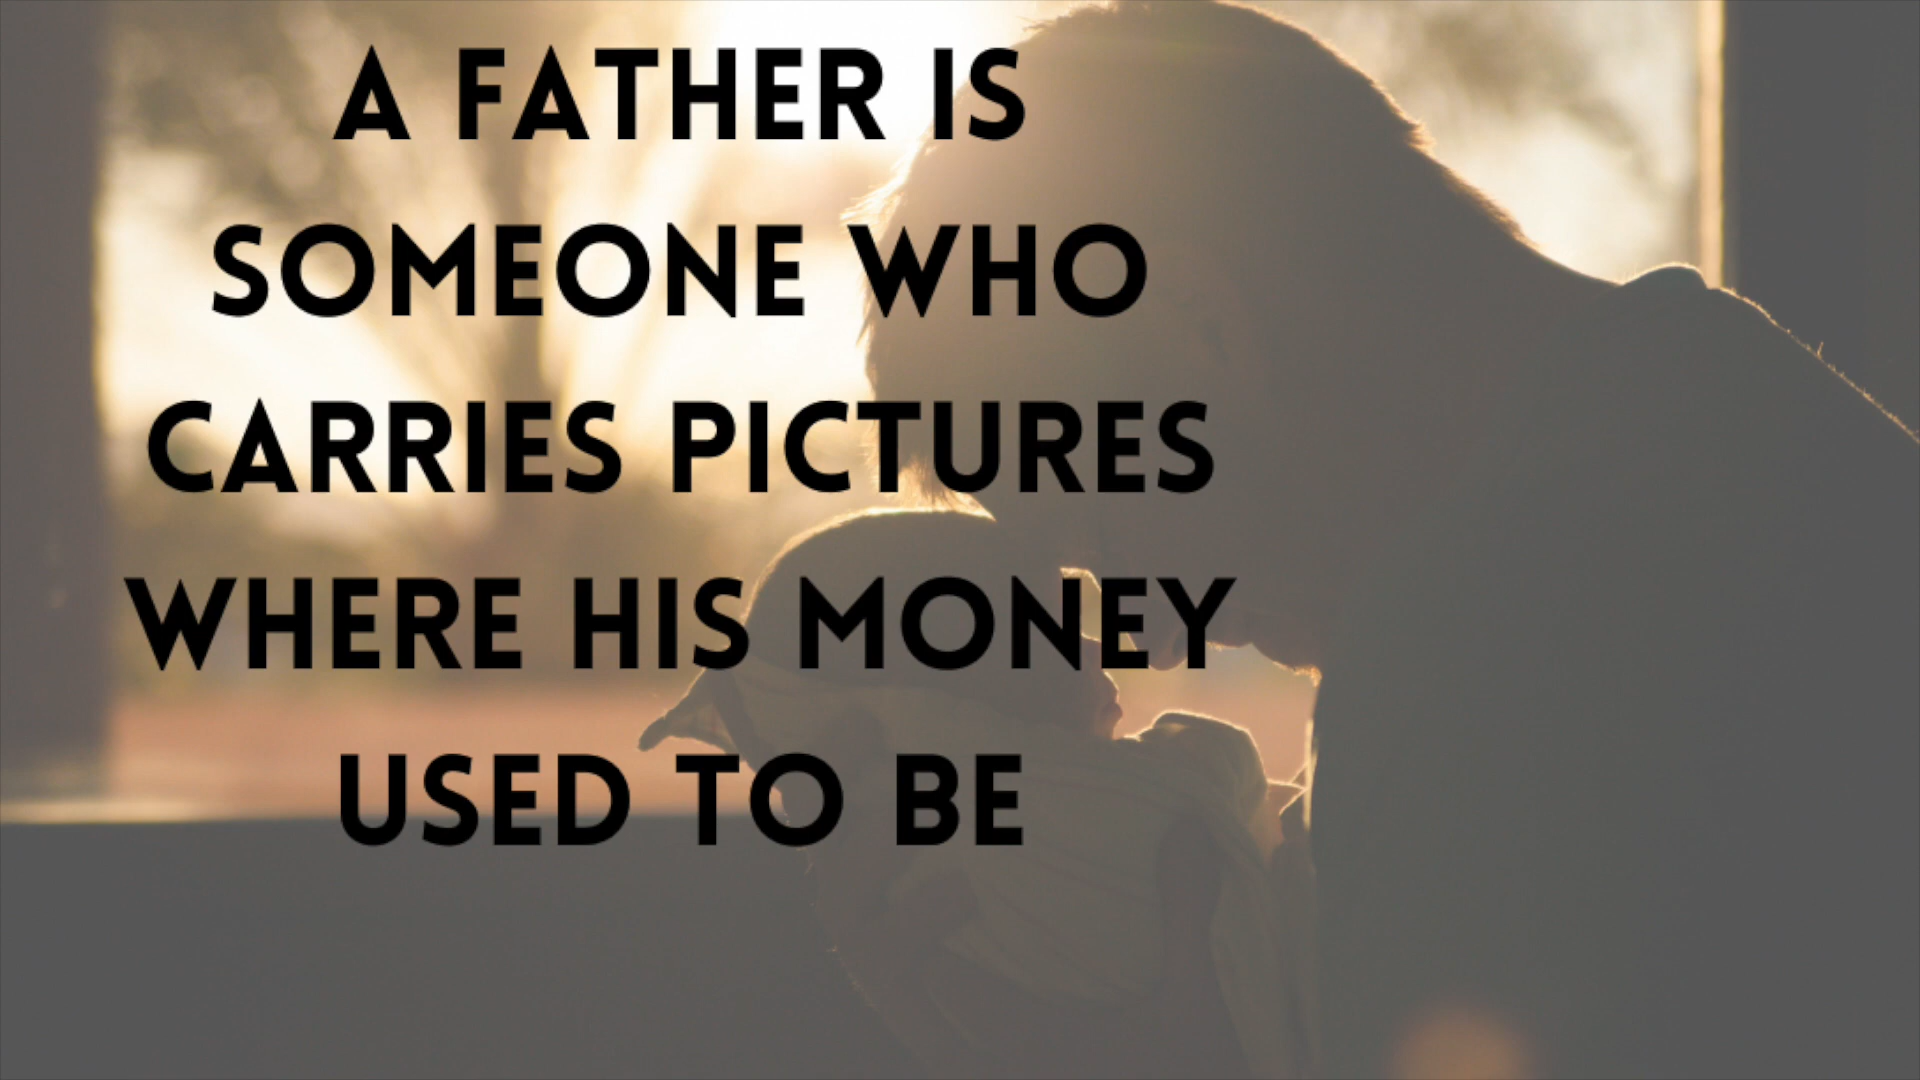 A FATHER IS
SOMEONE WHO
CARRIES PICTURES
WHERE HIS MONEY
USED TO BE